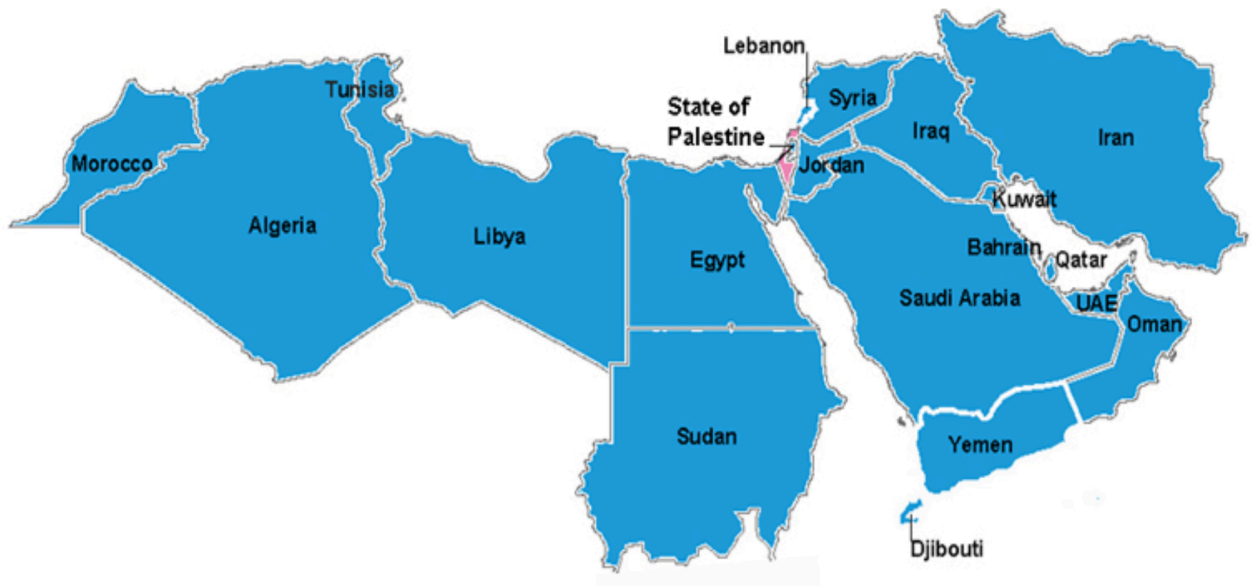 Lebanon
Tunisia
Syria
State of
Palestine
Iraq
Iran
Morocco
Jordan
Kuwait
Algeria
Libya
Egypt
Bahrain
Qatar
Saudi Arabia
UAE
Oman
Sudan
Yemen
Djibouti